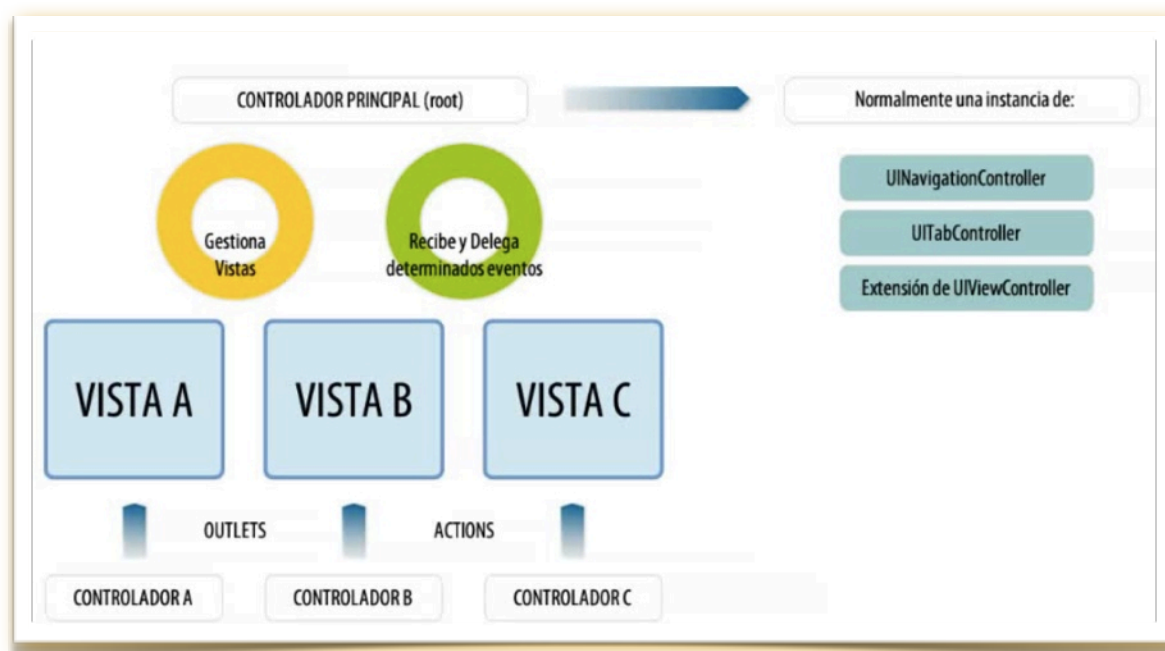 CONTROLADOR PRINCIPAL (root)
Normalmente una instancia de:
Gestiona
Vistas
Recibe y Delega
determinados eventos
UINavigationController
UITabController
Extensión de UIViewController
VISTA A
VISTA B
VISTA C
OUTLETS
ACTIONS
CONTROLADOR A
CONTROLADOR B
CONTROLADOR C